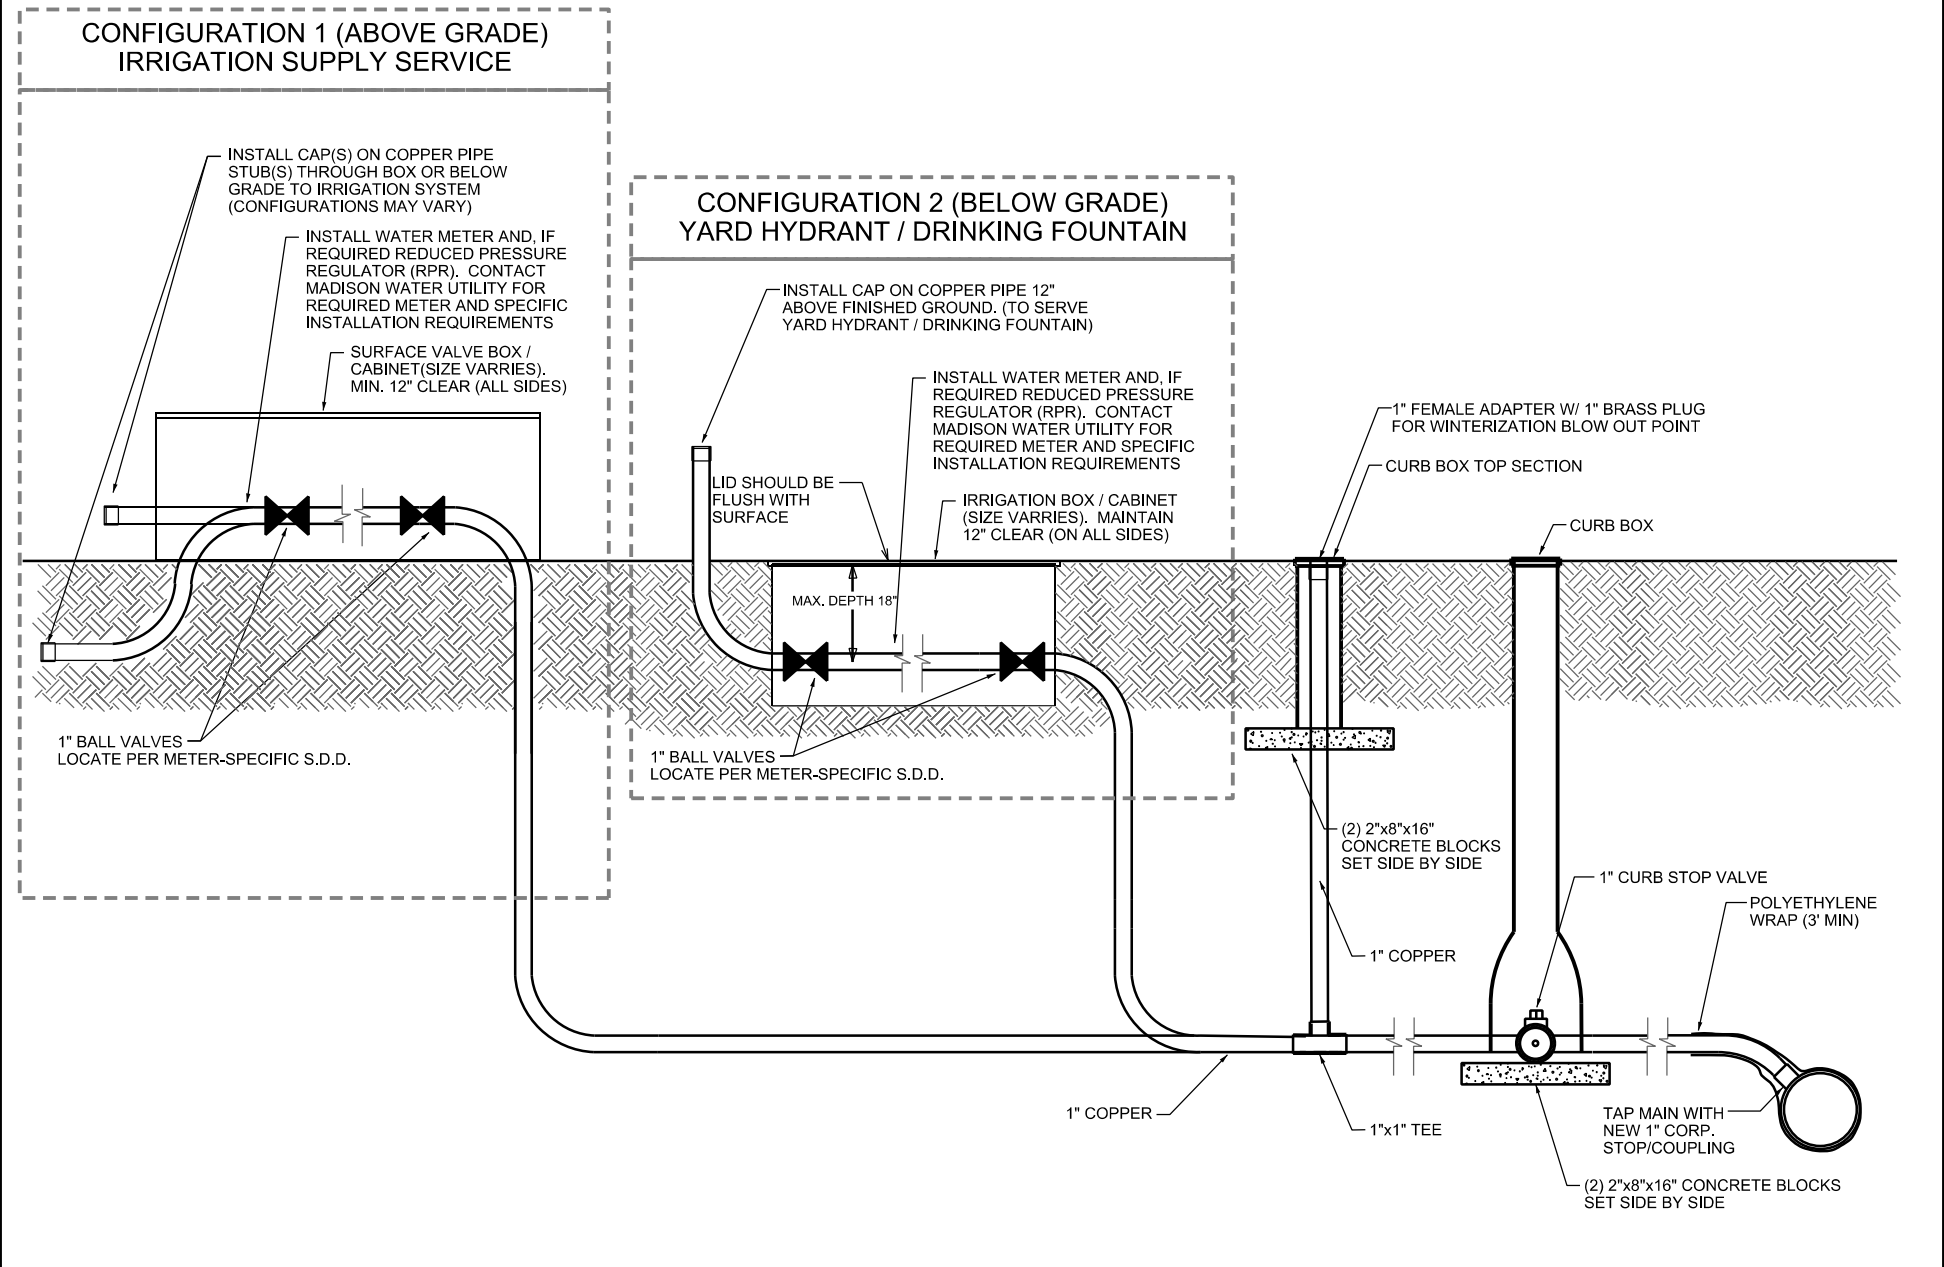 CONFIGURATION 1 (ABOVE GRADE)
IRRIGATION SUPPLY SERVICE
INSTALL CAP(S) ON COPPER PIPE
STUB(S) THROUGH BOX OR BELOW
GRADE TO IRRIGATION SYSTEM
(CONFIGURATIONS MAY VARY)
INSTALL WATER METER AND, IF
REQUIRED REDUCED PRESSURE
REGULATOR (RPR). CONTACT
MADISON WATER UTILITY FOR
REQUIRED METER AND SPECIFIC
INSTALLATION REQUIREMENTS
SURFACE VALVE BOX /
CABINET(SIZE VARRIES).
MIN. 12" CLEAR (ALL SIDES)
1" BALL VALVES
LOCATE PER METER-SPECIFIC S.D.D.
CONFIGURATION 2 (BELOW GRADE)
YARD HYDRANT / DRINKING FOUNTAIN
INSTALL CAP ON COPPER PIPE 12"
ABOVE FINISHED GROUND. (TO SERVE
YARD HYDRANT / DRINKING FOUNTAIN)
INSTALL WATER METER AND, IF
REQUIRED REDUCED PRESSURE
REGULATOR (RPR). CONTACT
MADISON WATER UTILITY FOR
REQUIRED METER AND SPECIFIC
INSTALLATION REQUIREMENTS
LID SHOULD BE
FLUSH WITH
SURFACE
IRRIGATION BOX / CABINET
(SIZE VARRIES). MAINTAIN
12" CLEAR (ON ALL SIDES)
MAX. DEPTH 18"
1" BALL VALVES
LOCATE PER METER-SPECIFIC S.D.D.
1" FEMALE ADAPTER W/ 1" BRASS PLUG
FOR WINTERIZATION BLOW OUT POINT
CURB BOX TOP SECTION
CURB BOX
(2) 2"x8"x16"
CONCRETE BLOCKS
SET SIDE BY SIDE
1" CURB STOP VALVE
POLYETHYLENE
WRAP (3' MIN)
1" COPPER
1" COPPER
1"x1" TEE
TAP MAIN WITH
NEW 1" CORP.
STOP/COUPLING
(2) 2"x8"x16" CONCRETE BLOCKS
SET SIDE BY SIDE